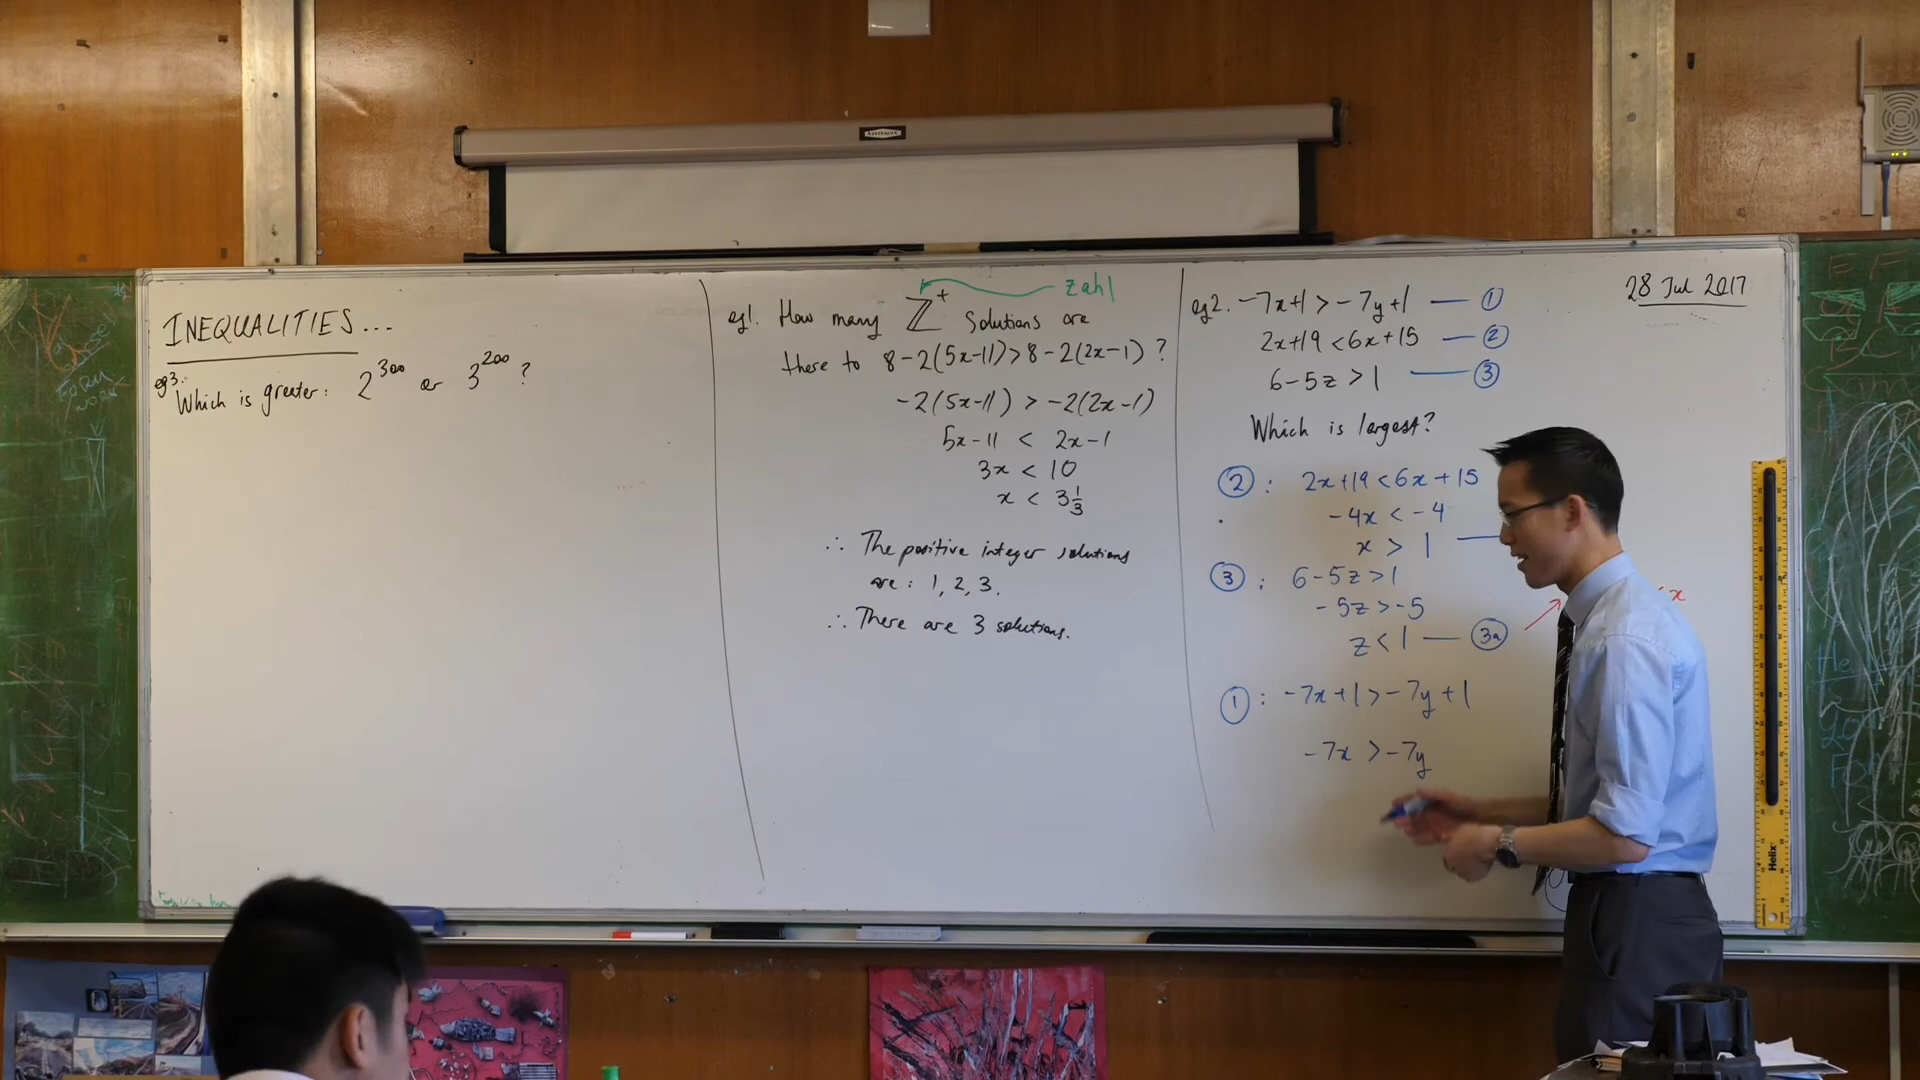 INEQUALITIES...
eg3. Which is greater: 2^300 or 3^200 ?
zahl
eg1. How many ℤ⁺ solutions are
there to 8-2(5x-11)>8-2(2x-1) ?
-2(5x-11) > -2(2x-1)
5x-11 < 2x-1
3x < 10
x < 3 1/3
∴ The positive integer solutions
are: 1, 2, 3.
∴ There are 3 solutions.
28 Jul 2017
eg2. -7x+1>-7y+1 — ①
2x+19<6x+15 — ②
6-5z>1 — ③
Which is largest?
②: 2x+19<6x+15
-4x < -4
x > 1 —
③: 6-5z>1
-5z>-5
z<1 — 3a
<x
①: -7x+1>-7y+1
-7x >-7y
Helix
FORM
WORK